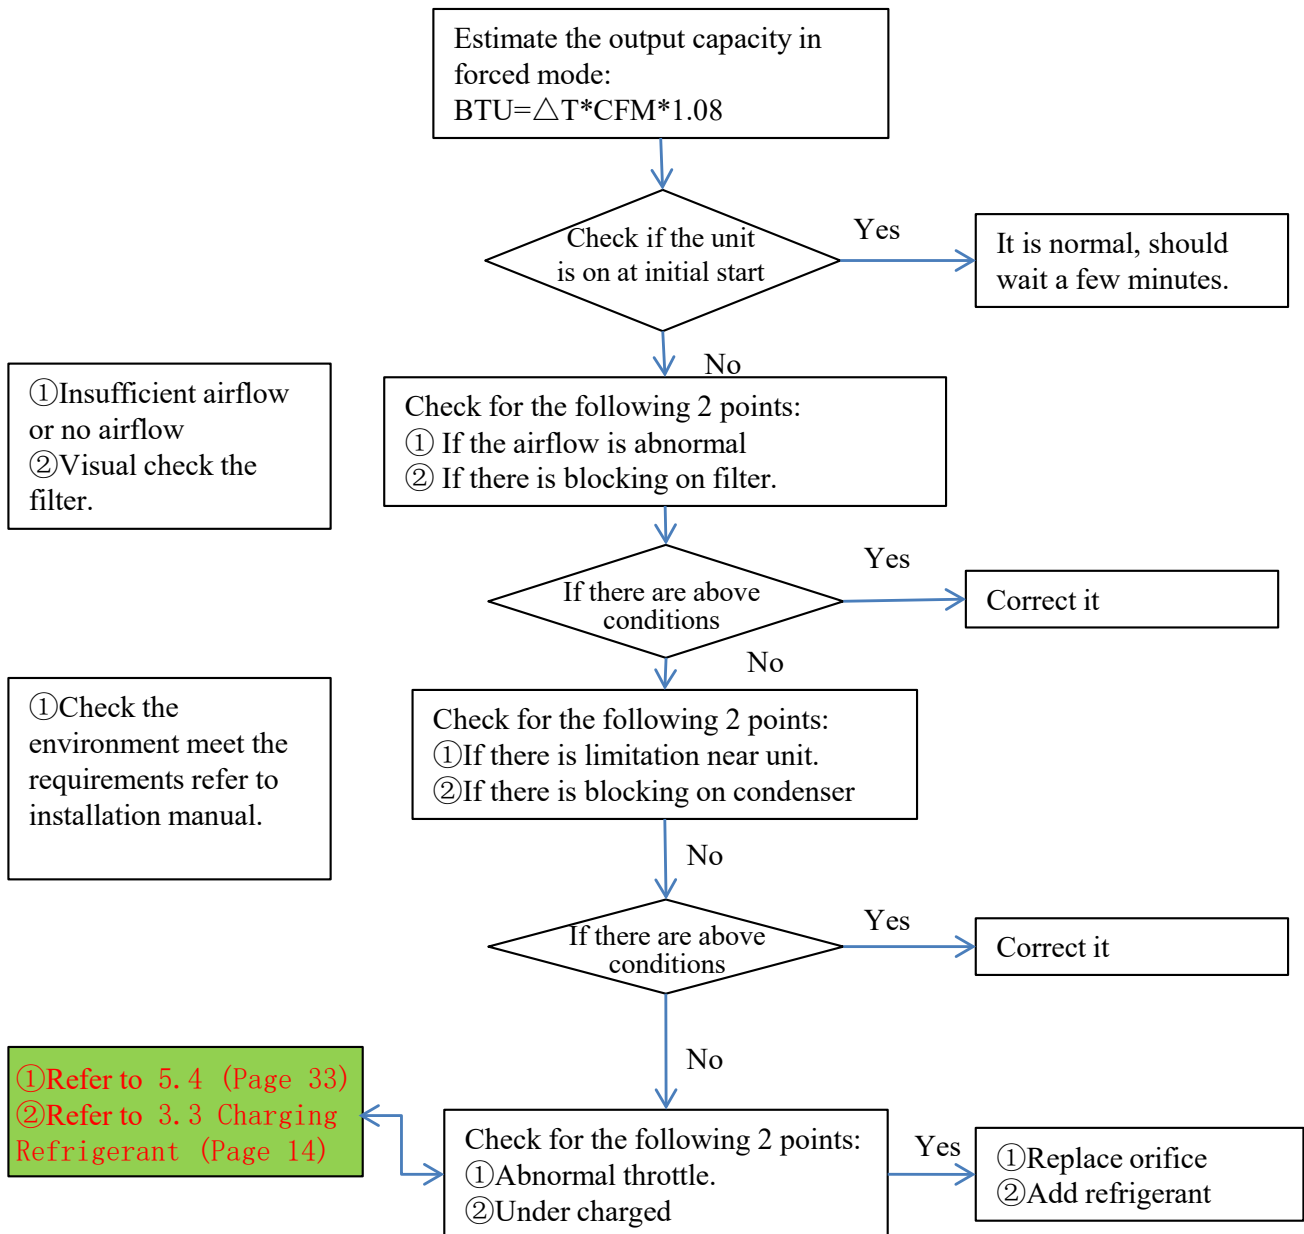 Estimate the output capacity in
forced mode:
BTU=△T*CFM*1.08
Check if the unit
is on at initial start
Yes
It is normal, should
wait a few minutes.
No
①Insufficient airflow
or no airflow
②Visual check the
filter.
Check for the following 2 points:
① If the airflow is abnormal
② If there is blocking on filter.
If there are above
conditions
Yes
Correct it
No
①Check the
environment meet the
requirements refer to
installation manual.
Check for the following 2 points:
①If there is limitation near unit.
②If there is blocking on condenser
No
If there are above
conditions
Yes
Correct it
No
①Refer to 5.4 (Page 33)
②Refer to 3.3 Charging
Refrigerant (Page 14)
Check for the following 2 points:
①Abnormal throttle.
②Under charged
Yes
①Replace orifice
②Add refrigerant